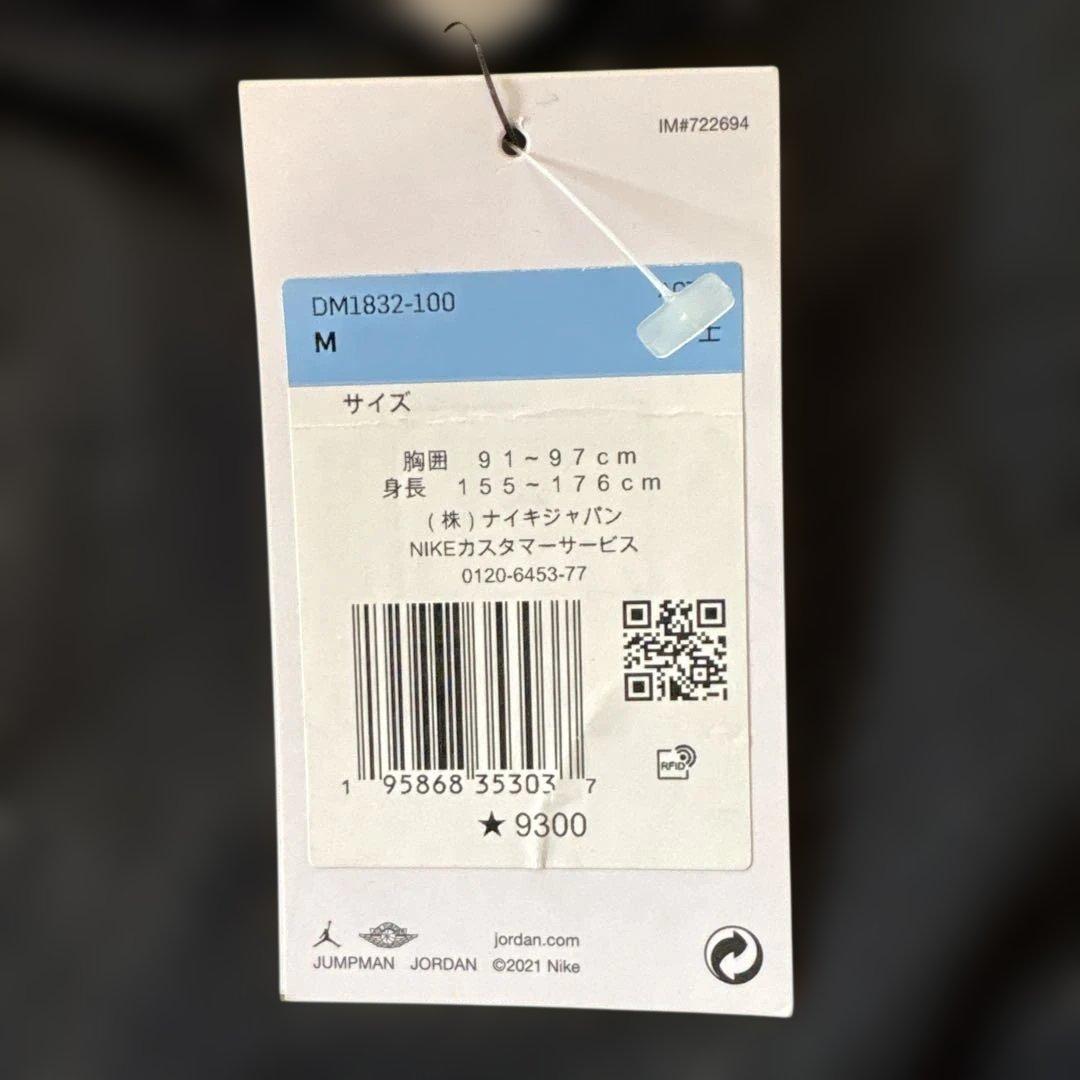 IM#722694
DM1832-100
M
サイズ
胸囲 91~97cm
身長 155~176cm
(株)ナイキジャパン
NIKEカスタマーサービス
0120-6453-77
RFID
1 95868 35303 7
★9300
jordan.com
JUMPMAN JORDAN ©2021 Nike